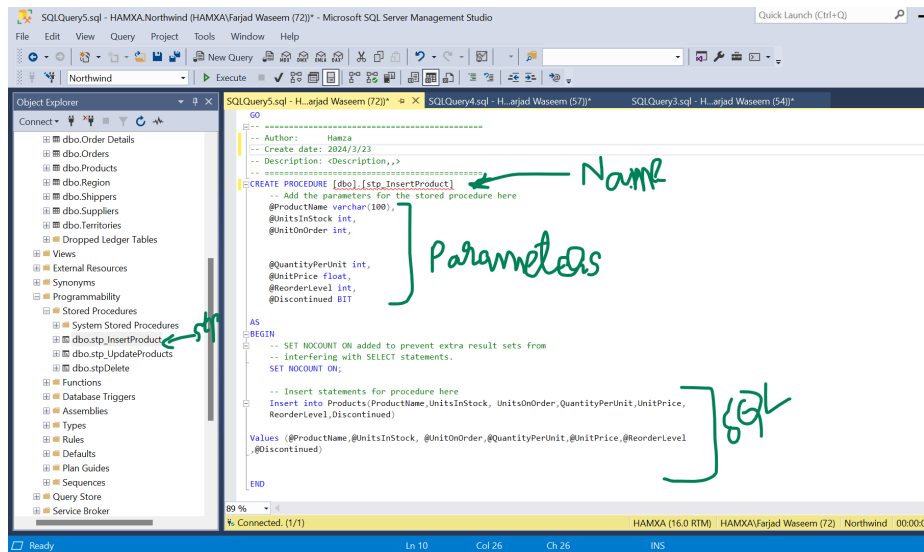 SQLQuery5.sql - HAMXA.Northwind (HAMXA\Farjad Waseem (72))* - Microsoft SQL Server Management Studio
Quick Launch (Ctrl+Q)
File Edit View Query Project Tools Window Help
New Query
Northwind
Execute
Object Explorer
SQLQuery5.sql - H...arjad Waseem (72))* SQLQuery4.sql - H...arjad Waseem (57))* SQLQuery3.sql - H...arjad Waseem (54))*
Connect
dbo.Order Details
dbo.Orders
dbo.Products
dbo.Region
dbo.Shippers
dbo.Suppliers
dbo.Territories
Dropped Ledger Tables
Views
External Resources
Synonyms
Programmability
Stored Procedures
System Stored Procedures
dbo.stp_InsertProduct
stp
dbo.stp_UpdateProducts
dbo.stpDelete
Functions
Database Triggers
Assemblies
Types
Rules
Defaults
Plan Guides
Sequences
Query Store
Service Broker
GO
-- =============================================
-- Author: Hamza
-- Create date: 2024/3/23
-- Description: <Description,,>
-- =============================================
CREATE PROCEDURE [dbo].[stp_InsertProduct]
Name
-- Add the parameters for the stored procedure here
@ProductName varchar(100),
@UnitsInStock int,
@UnitOnOrder int,
Parameters
@QuantityPerUnit int,
@UnitPrice float,
@ReorderLevel int,
@Discontinued BIT
AS
BEGIN
-- SET NOCOUNT ON added to prevent extra result sets from
-- interfering with SELECT statements.
SET NOCOUNT ON;
-- Insert statements for procedure here
Insert into Products(ProductName,UnitsInStock, UnitsOnOrder,QuantityPerUnit,UnitPrice,
ReorderLevel,Discontinued)
SQL
Values (@ProductName,@UnitsInStock, @UnitOnOrder,@QuantityPerUnit,@UnitPrice,@ReorderLevel
,@Discontinued)
END
89 %
Connected. (1/1) HAMXA (16.0 RTM) HAMXA\Farjad Waseem (72) Northwind 00:00:0
Ready Ln 10 Col 26 Ch 26 INS